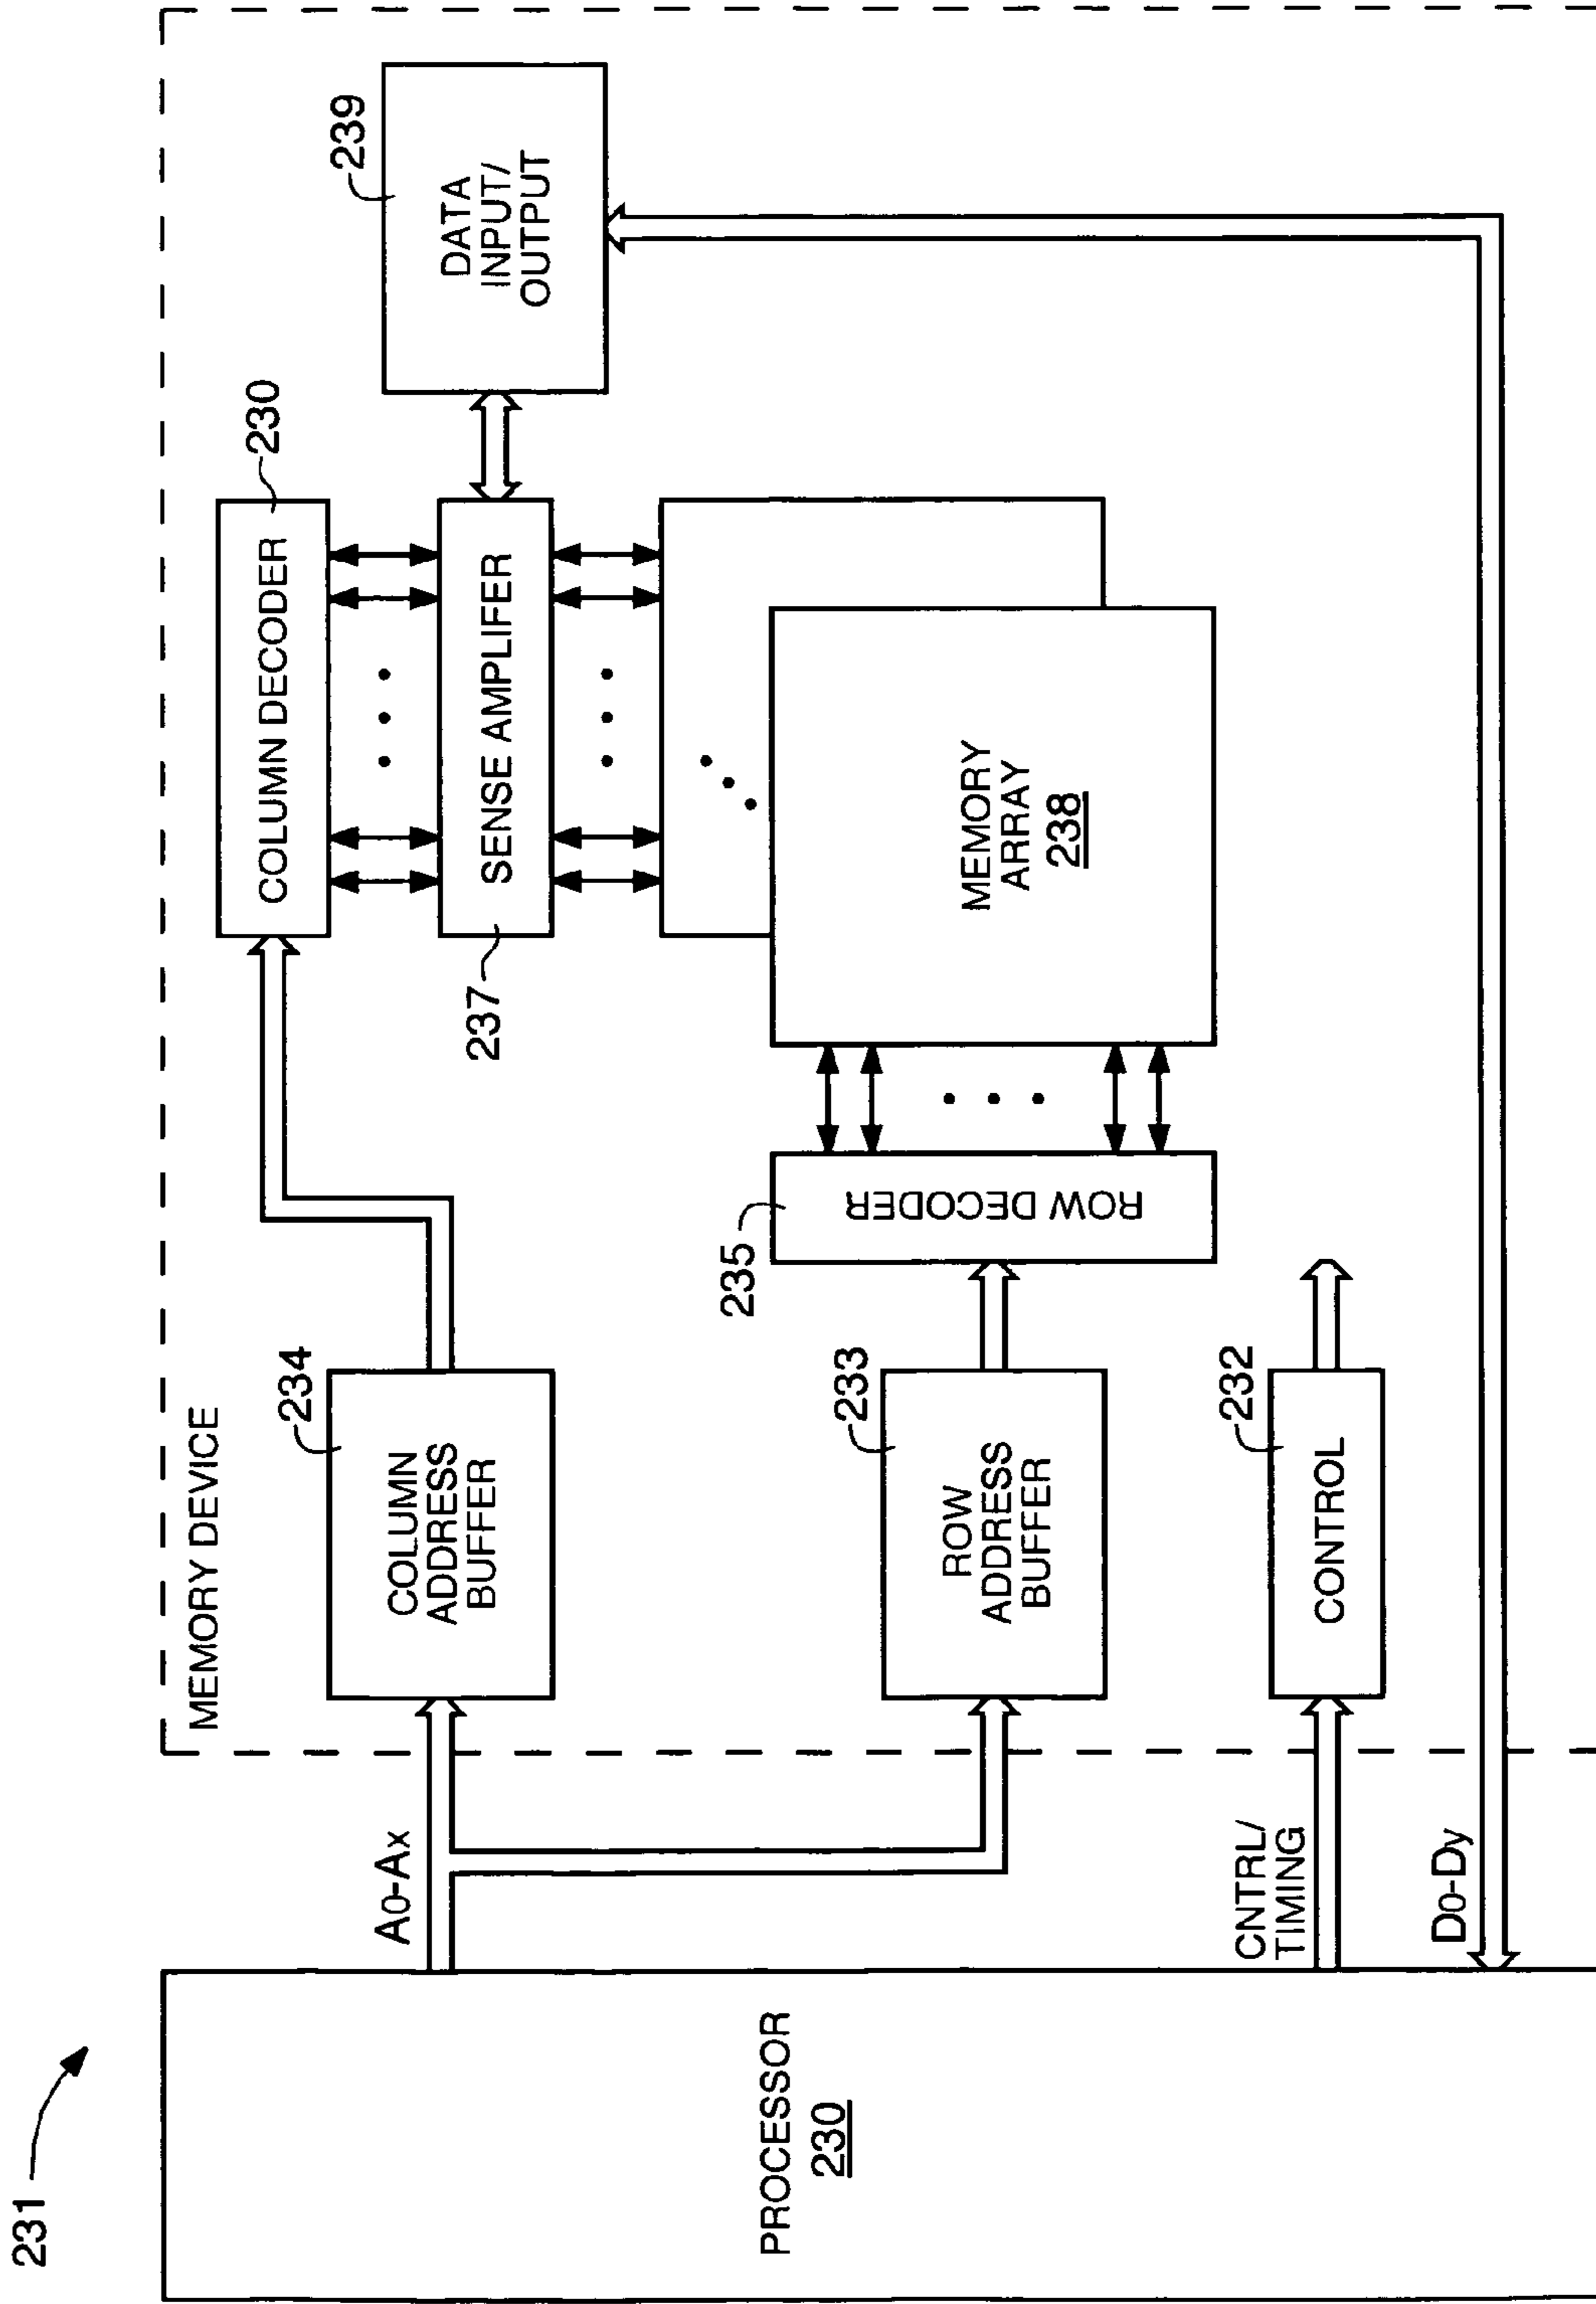 231
PROCESSOR
230
A0-Ax
CNTRL/
TIMING
D0-Dy
MEMORY DEVICE
COLUMN
ADDRESS
BUFFER
234
ROW
ADDRESS
BUFFER
233
CONTROL
232
ROW DECODER
235
COLUMN DECODER
230
SENSE AMPLIFER
237
MEMORY
ARRAY
238
DATA
INPUT/
OUTPUT
239